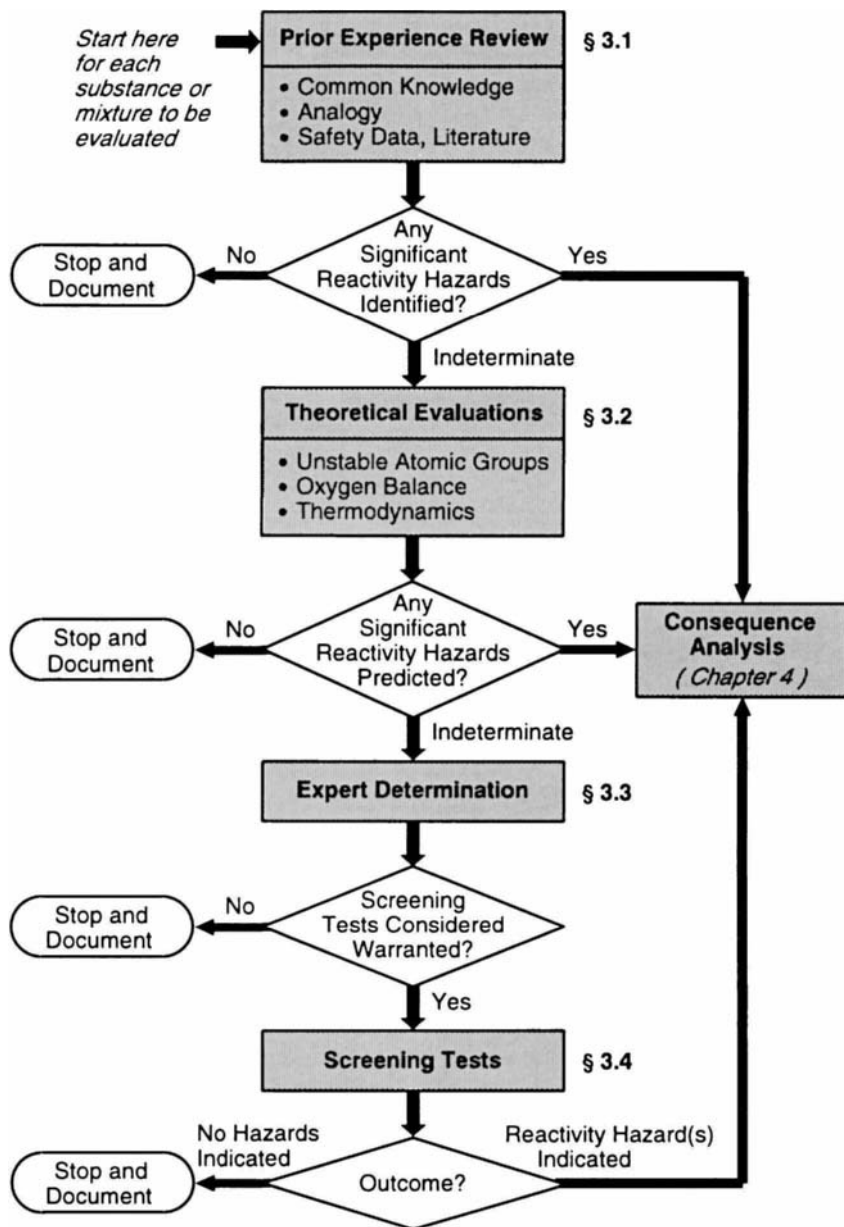 Start here
for each
substance or
mixture to be
evaluated
Prior Experience Review
§ 3.1
• Common Knowledge
• Analogy
• Safety Data, Literature
Any
Significant
Reactivity Hazards
Identified?
No
Yes
Stop and
Document
Indeterminate
Theoretical Evaluations
§ 3.2
• Unstable Atomic Groups
• Oxygen Balance
• Thermodynamics
Any
Significant
Reactivity Hazards
Predicted?
No
Yes
Stop and
Document
Consequence
Analysis
( Chapter 4 )
Indeterminate
Expert Determination
§ 3.3
Screening
Tests Considered
Warranted?
No
Stop and
Document
Yes
Screening Tests
§ 3.4
No Hazards
Indicated
Reactivity Hazard(s)
Indicated
Stop and
Document
Outcome?